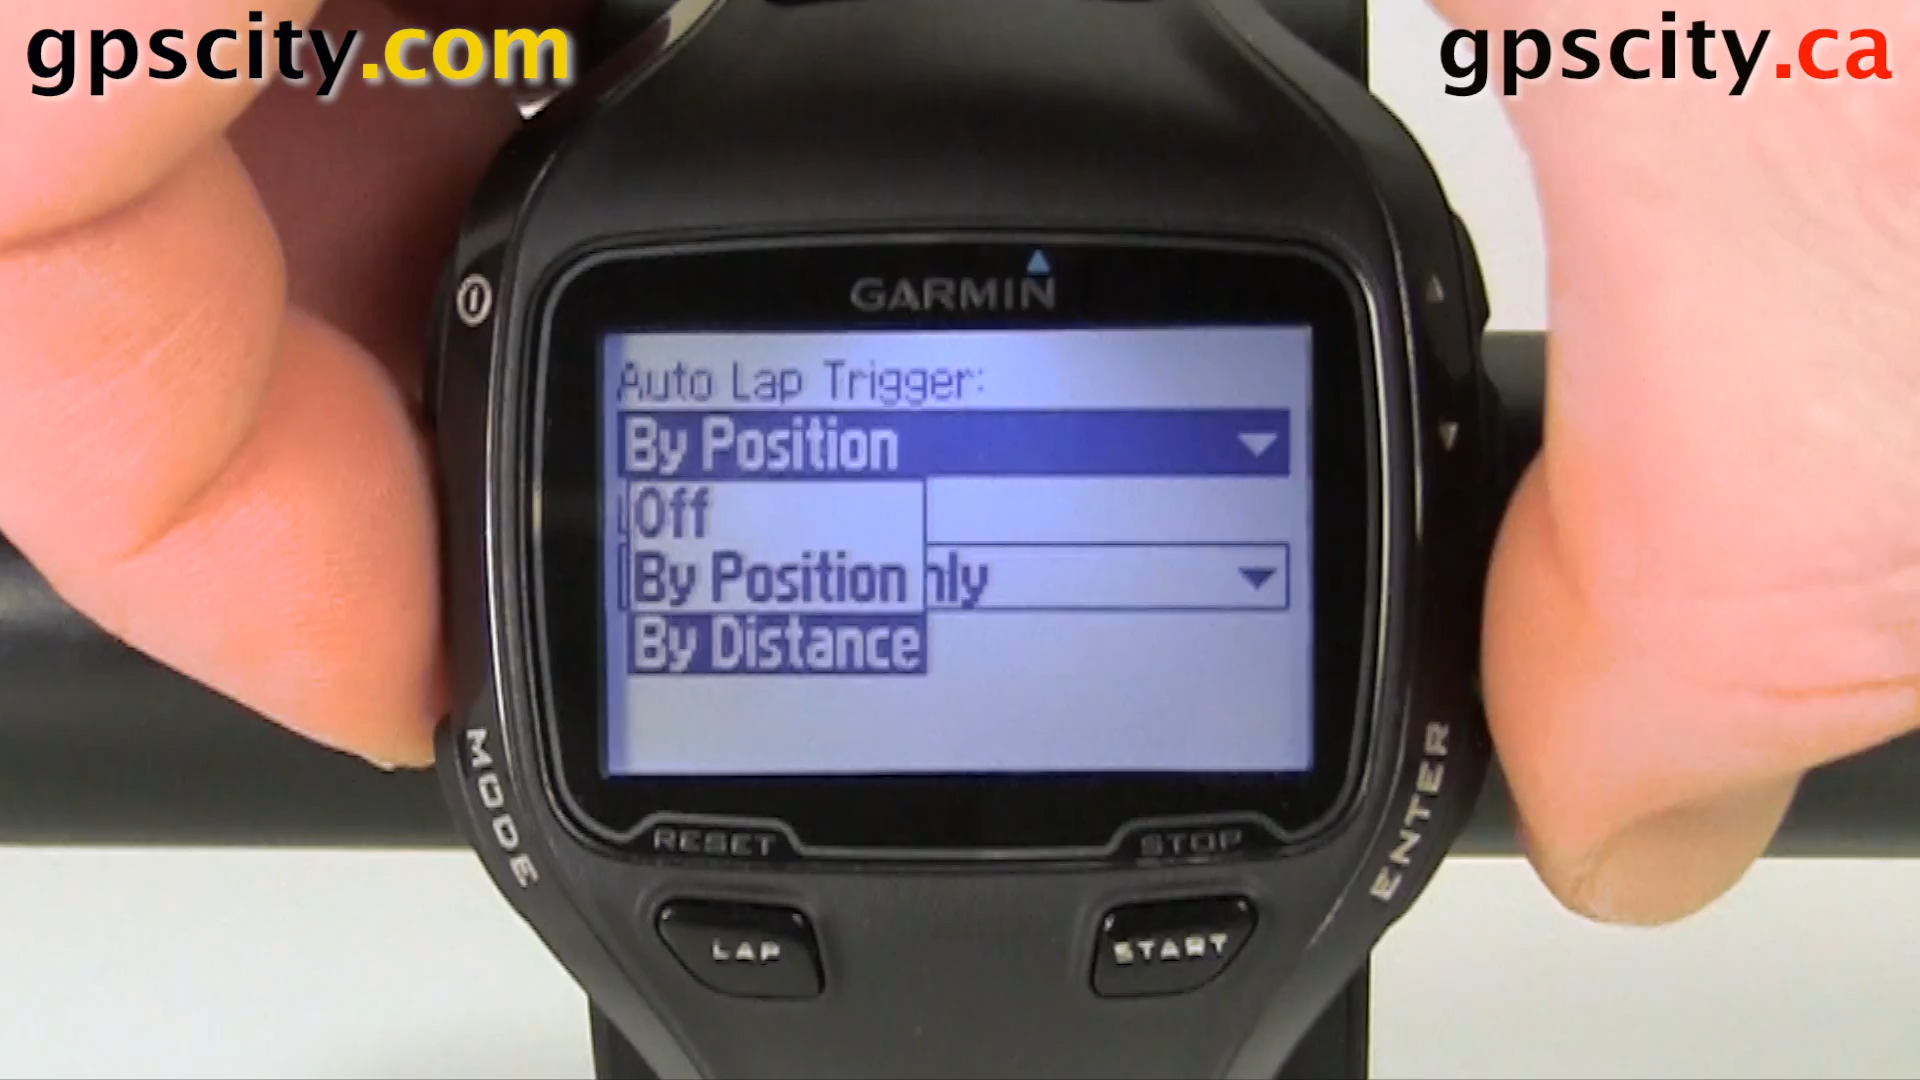 gpscity.com
gpscity.ca
GARMIN
Auto Lap Trigger:
By Position
Off
By Position
By Distance
MODE
ENTER
RESET
STOP
LAP
START